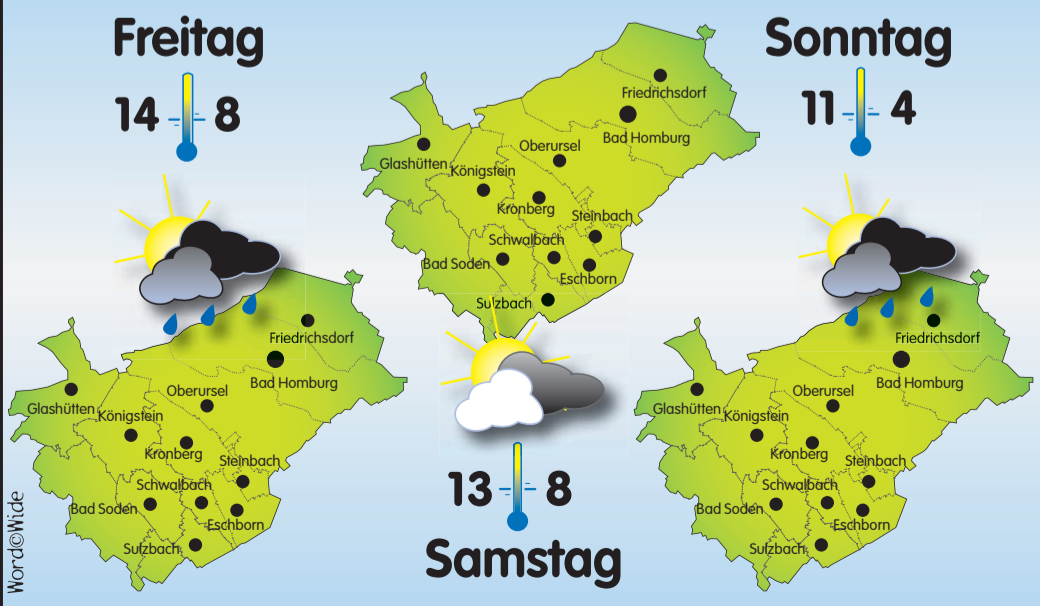 Freitag
14 8
Friedrichsdorf
Bad Homburg
Oberursel
Glashütten
Königstein
Kronberg
Steinbach
Schwalbach
Bad Soden
Eschborn
Sulzbach
Friedrichsdorf
Bad Homburg
Oberursel
Glashütten
Königstein
Kronberg
Steinbach
Schwalbach
Bad Soden
Eschborn
Sulzbach
13 8
Samstag
Sonntag
11 4
Friedrichsdorf
Bad Homburg
Oberursel
Glashütten
Königstein
Kronberg
Steinbach
Schwalbach
Bad Soden
Eschborn
Sulzbach
Word©Wide